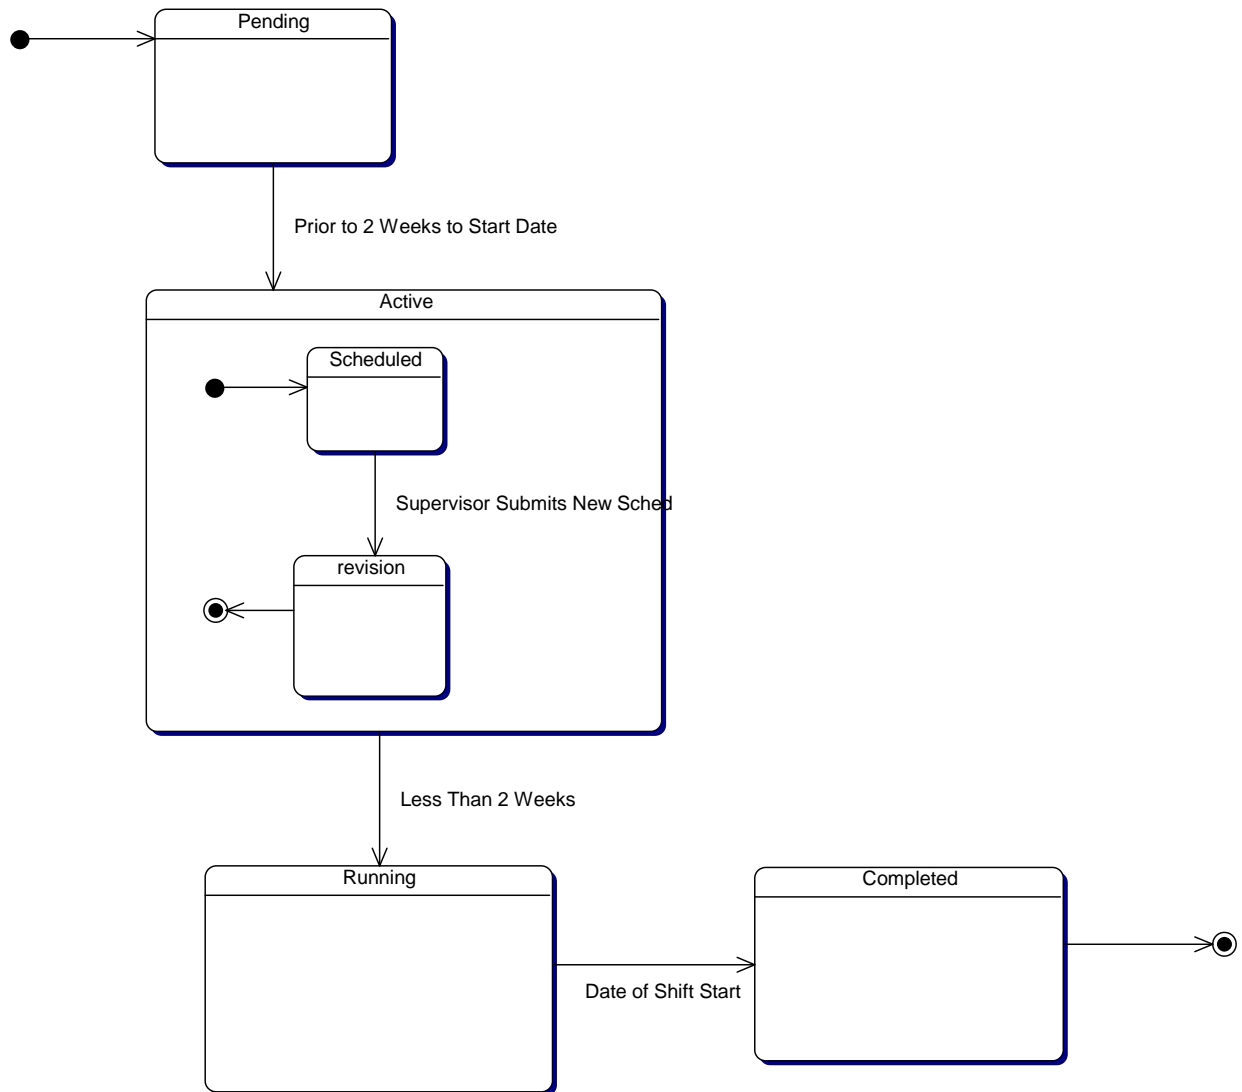 Pending
Prior to 2 Weeks to Start Date
Active
Scheduled
Supervisor Submits New Sched
revision
Less Than 2 Weeks
Running
Completed
Date of Shift Start